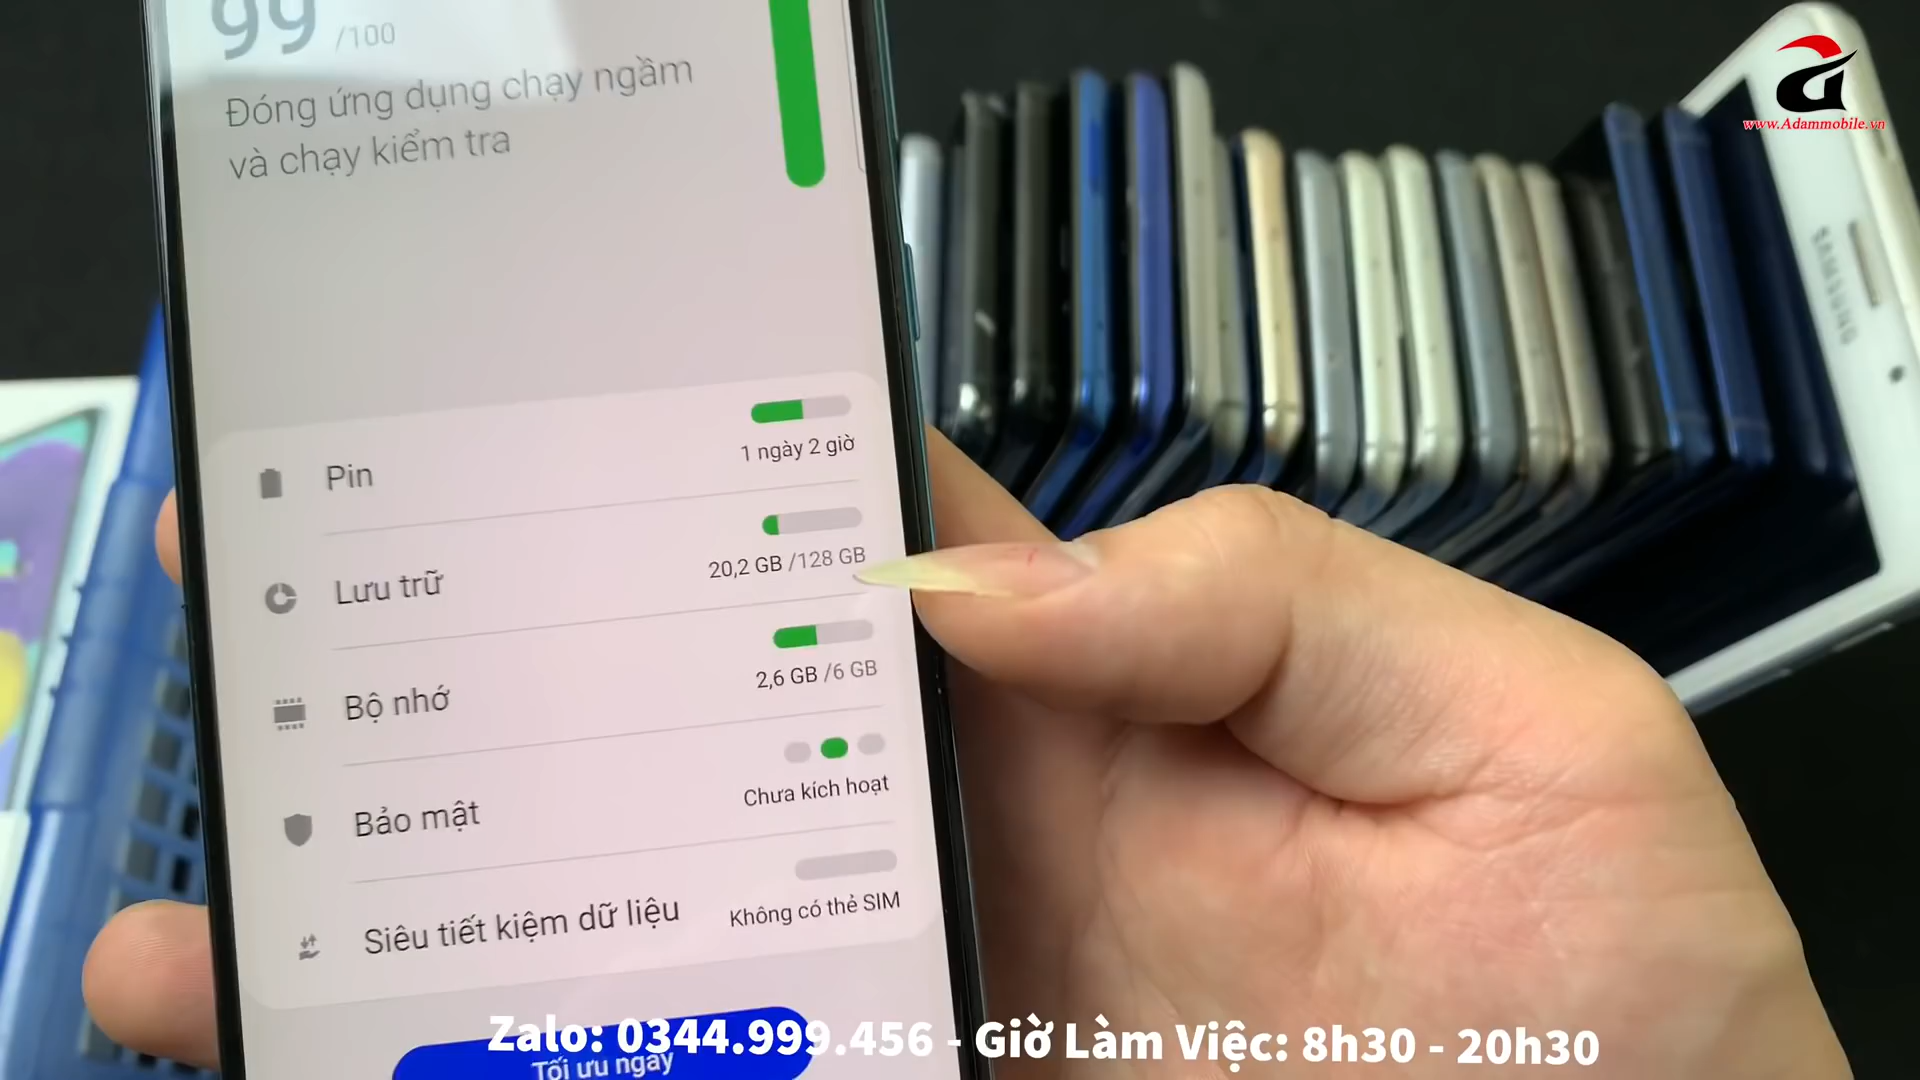 99 /100
Đóng ứng dụng chạy ngầm
và chạy kiểm tra
www.Adammobile.vn
SAMSUNG
Pin
1 ngày 2 giờ
Lưu trữ
20,2 GB /128 GB
Bộ nhớ
2,6 GB /6 GB
Bảo mật
Chưa kích hoạt
Siêu tiết kiệm dữ liệu
Không có thẻ SIM
Tối ưu ngay
Zalo: 0344.999.456 - Giờ Làm Việc: 8h30 - 20h30